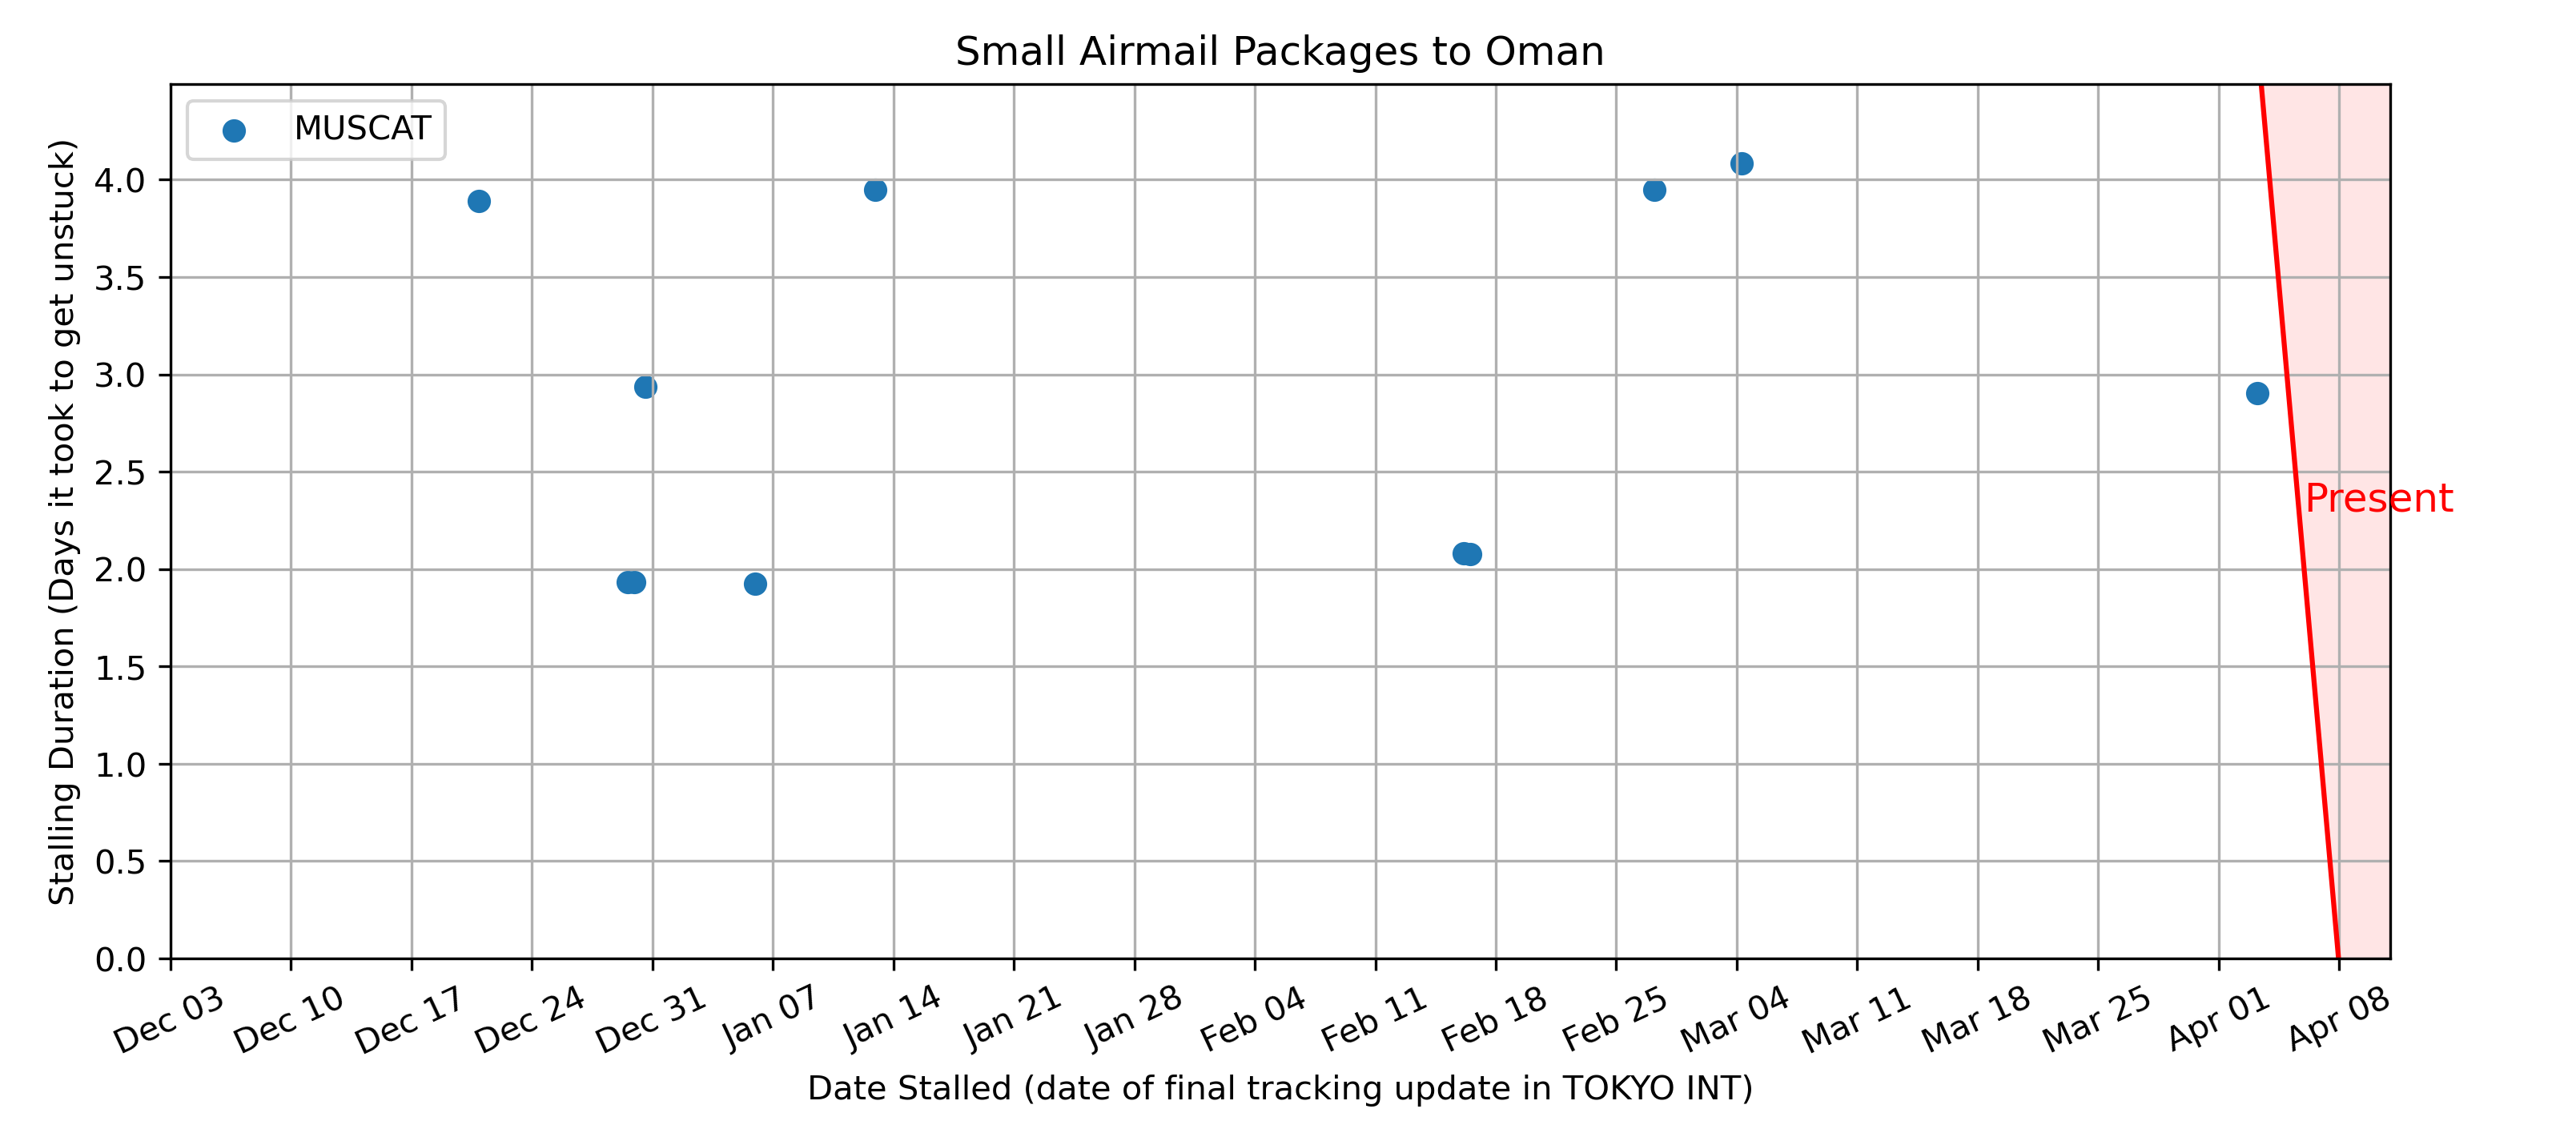 Small Airmail Packages to Oman
MUSCAT
Stalling Duration (Days it took to get unstuck)
4.0
3.5
3.0
2.5
2.0
1.5
1.0
0.5
0.0
Present
Dec 03 Dec 10 Dec 17 Dec 24 Dec 31 Jan 07 Jan 14 Jan 21 Jan 28 Feb 04 Feb 11 Feb 18 Feb 25 Mar 04 Mar 11 Mar 18 Mar 25 Apr 01 Apr 08
Date Stalled (date of final tracking update in TOKYO INT)